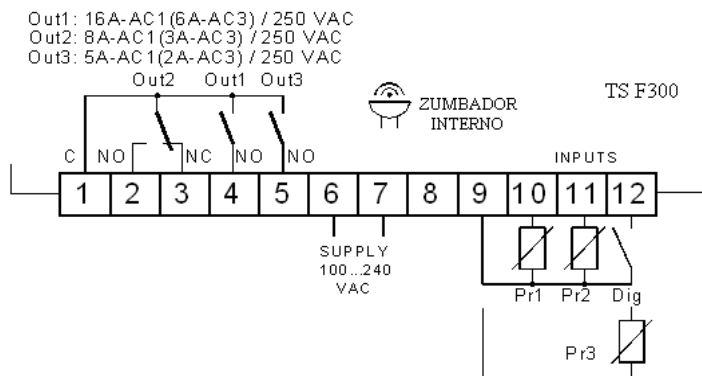 Out1: 16A-AC1(6A-AC3) / 250 VAC
Out2: 8A-AC1(3A-AC3) / 250 VAC
Out3: 5A-AC1(2A-AC3) / 250 VAC
Out2 Out1 Out3
ZUMBADOR
INTERNO
TS F300
C NO NC NO NO INPUTS
1 2 3 4 5 6 7 8 9 10 11 12
SUPPLY
100...240
VAC
Pr1 Pr2 Dig
Pr3